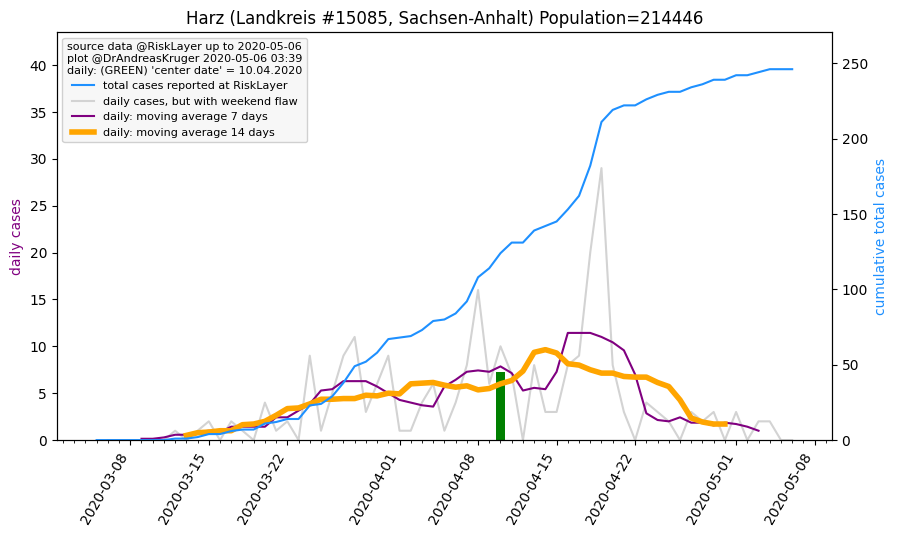 Harz (Landkreis #15085, Sachsen-Anhalt) Population=214446
source data @RiskLayer up to 2020-05-06
plot @DrAndreasKruger 2020-05-06 03:39
daily: (GREEN) 'center date' = 10.04.2020
total cases reported at RiskLayer
daily cases, but with weekend flaw
daily: moving average 7 days
daily: moving average 14 days
daily cases
40
35
30
25
20
15
10
5
0
cumulative total cases
250
200
150
100
50
0
2020-03-08
2020-03-15
2020-03-22
2020-04-01
2020-04-08
2020-04-15
2020-04-22
2020-05-01
2020-05-08